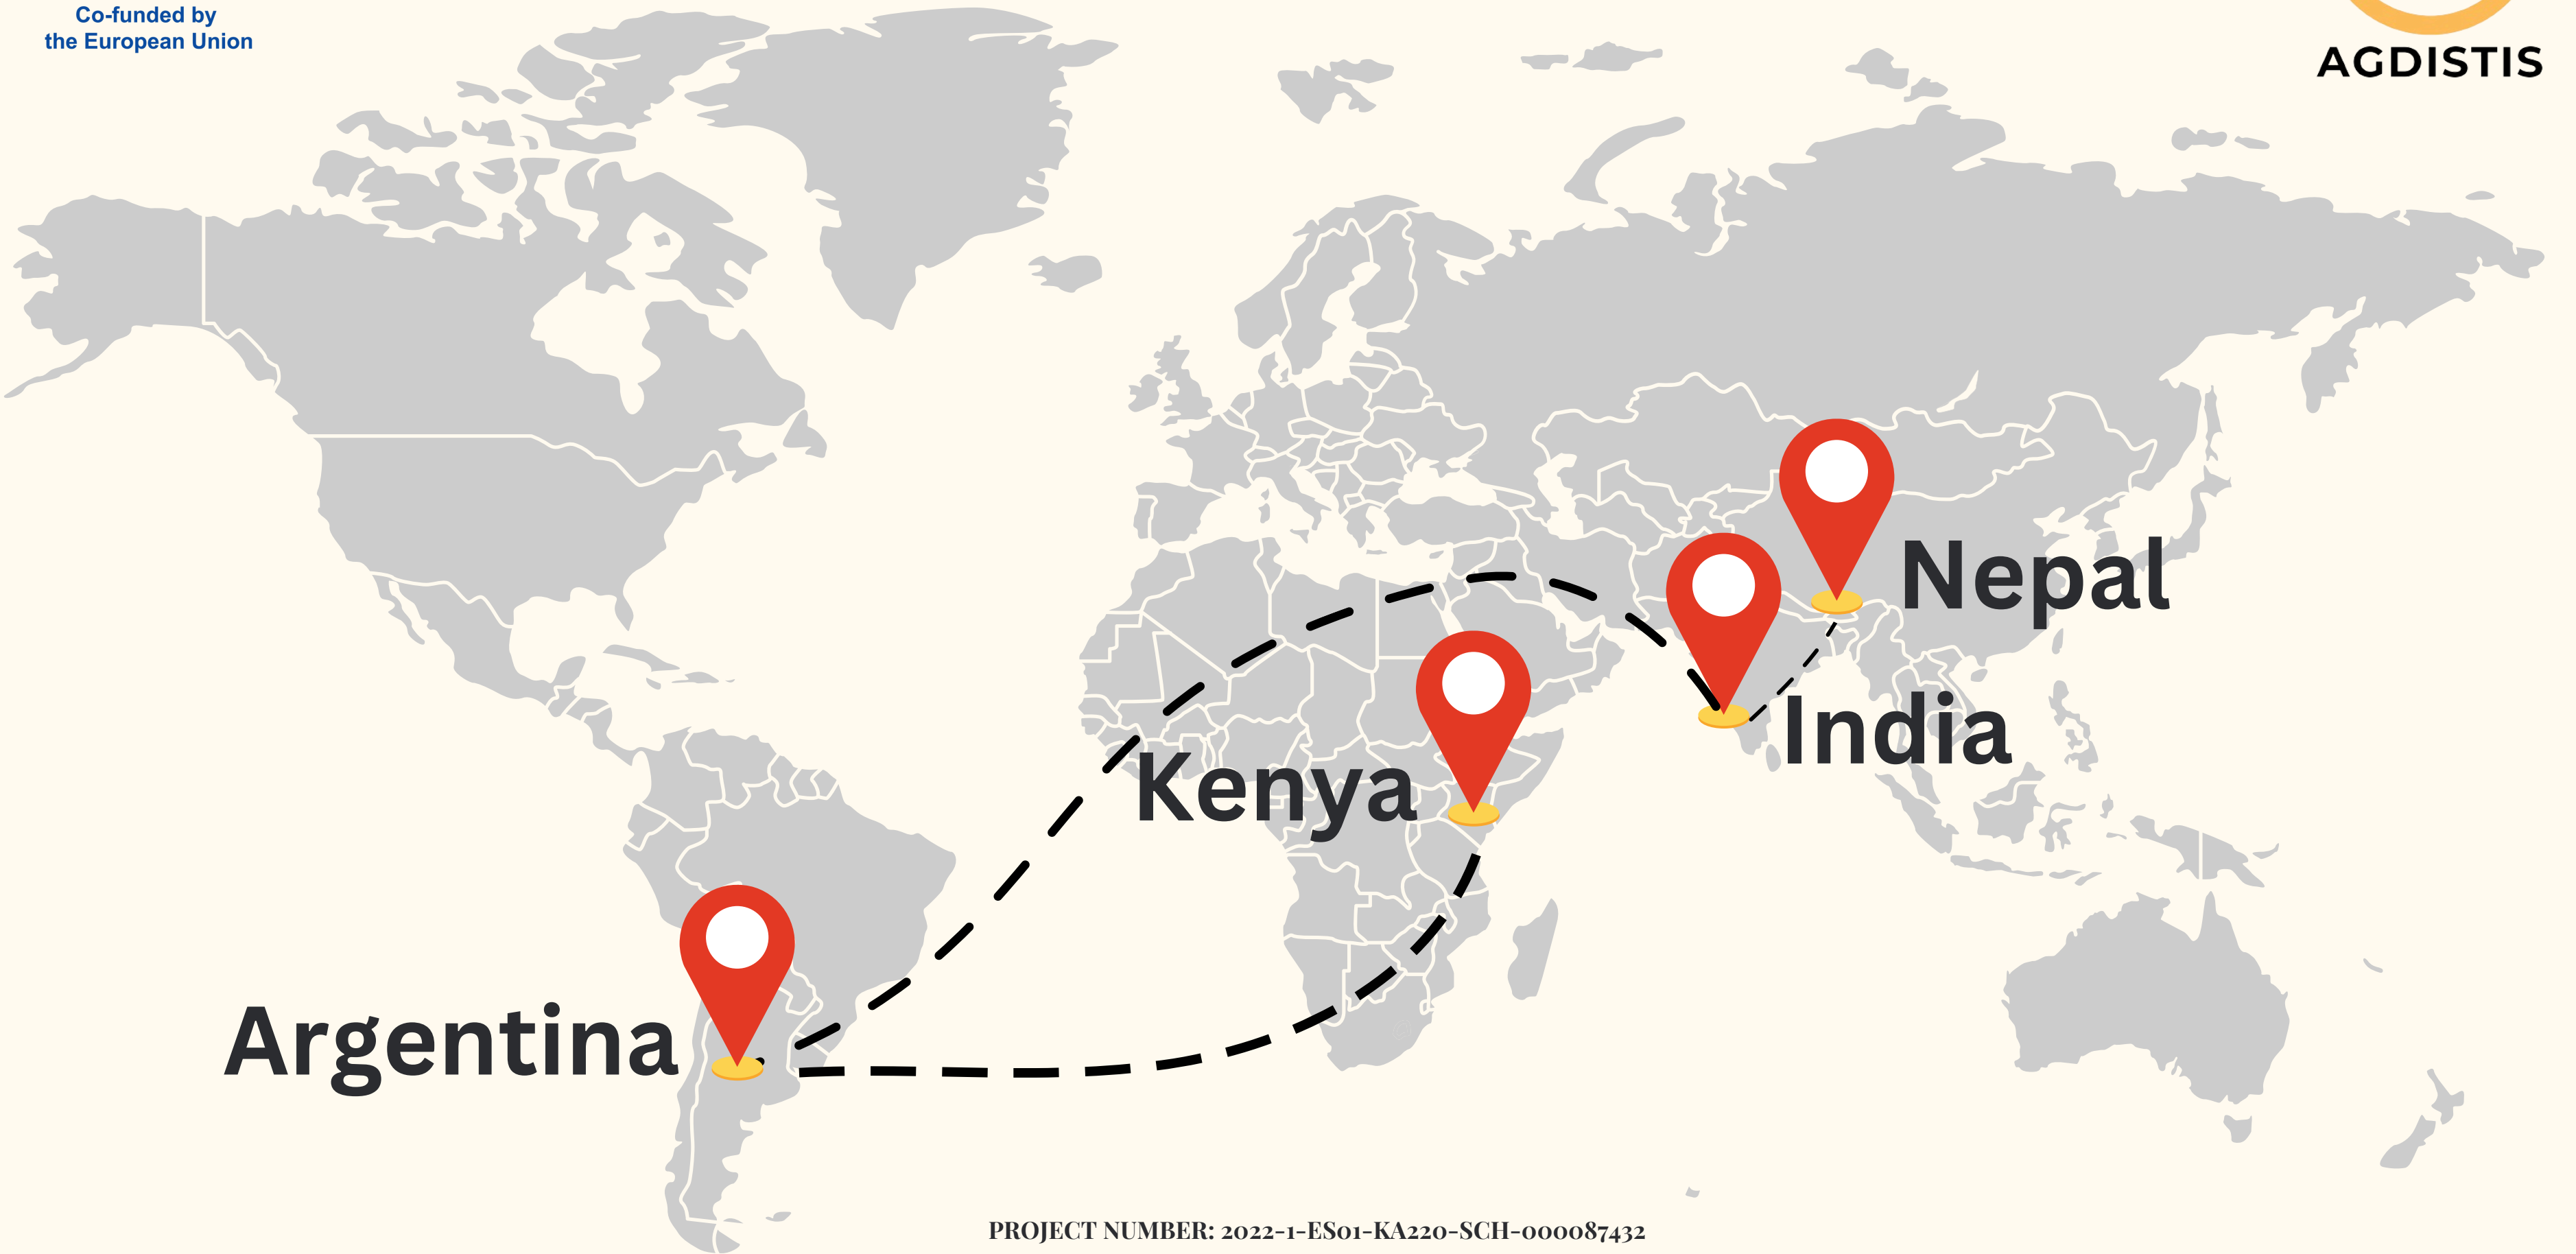 Co-funded by
the European Union
AGDISTIS
Nepal
India
Kenya
Argentina
PROJECT NUMBER: 2022-1-ES01-KA220-SCH-000087432